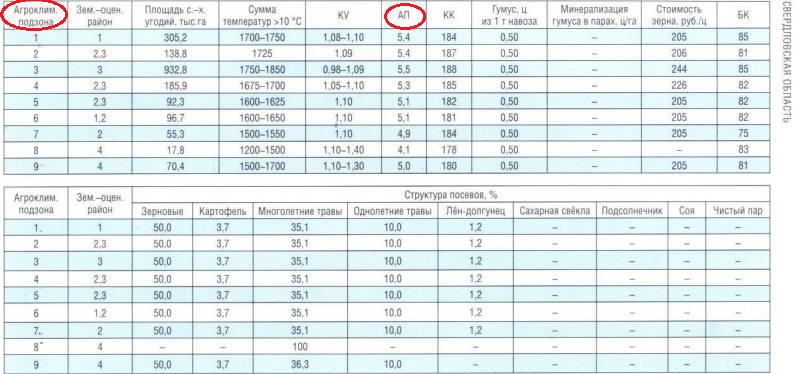 СВЕРДЛОВСКАЯ ОБЛАСТЬ
Агроклим. подзона Зем.–оцен. район Площадь с.–х. угодий, тыс.га Сумма температур >10 °C КУ АП КК Гумус, ц из 1 т навоза Минерализация гумуса в парах, ц/га Стоимость зерна, руб./ц БК
1 1 305,2 1700–1750 1,08–1,10 5,4 184 0,50 – 205 85
2 2,3 138,8 1725 1,09 5,4 187 0,50 – 206 81
3 3 932,8 1750–1850 0,98–1,09 5,5 188 0,50 – 244 85
4 2,3 185,9 1675–1700 1,05–1,10 5,3 185 0,50 – 226 82
5 2,3 92,3 1600–1625 1,10 5,1 182 0,50 – 205 82
6 1,2 96,7 1600–1650 1,10 5,1 181 0,50 – 205 82
7 2 55,3 1500–1550 1,10 4,9 184 0,50 – 205 75
8 4 17,8 1200–1500 1,10–1,40 4,1 178 0,50 – – 83
9 4 70,4 1500–1700 1,10–1,30 5,0 180 0,50 – 205 81
Агроклим. подзона Зем.–оцен. район Структура посевов, %
Зерновые Картофель Многолетние травы Однолетние травы Лён-долгунец Сахарная свёкла Подсолнечник Соя Чистый пар
1 1 50,0 3,7 35,1 10,0 1,2 – – – –
2 2,3 50,0 3,7 35,1 10,0 1,2 – – – –
3 3 50,0 3,7 35,1 10,0 1,2 – – – –
4 2,3 50,0 3,7 35,1 10,0 1,2 – – – –
5 2,3 50,0 3,7 35,1 10,0 1,2 – – – –
6 1,2 50,0 3,7 35,1 10,0 1,2 – – – –
7 2 50,0 3,7 35,1 10,0 1,2 – – – –
8 4 – – 100 – – – – – –
9 4 50,0 3,7 36,3 10,0 – – – – –